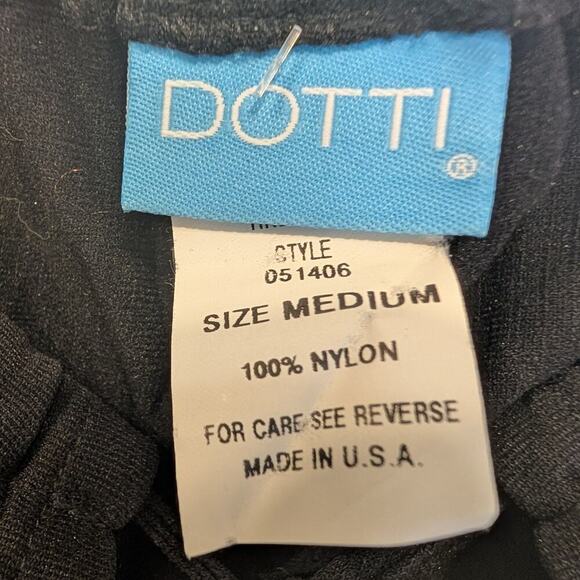 DOTTI
®
STYLE
051406
SIZE MEDIUM
100% NYLON
FOR CARE SEE REVERSE
MADE IN U.S.A.